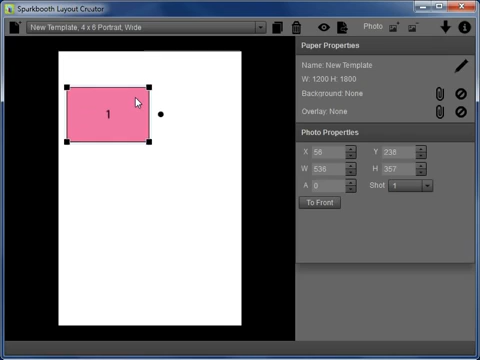 Sparkbooth Layout Creator
New Template, 4 x 6 Portrait, Wide
Photo
Paper Properties
Name: New Template
W: 1200 H: 1800
Background: None
Overlay: None
Photo Properties
X 56 Y 238
W 536 H 357
A 0 Shot 1
To Front
1